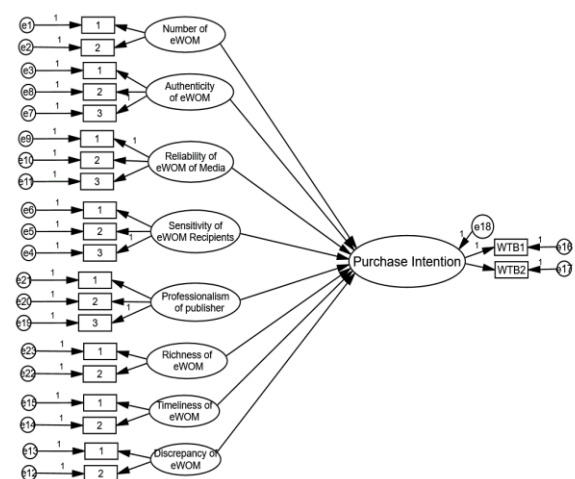 e1 1 1
Number of
eWOM
e2 1 2
e3 1 1
Authenticity
of eWOM
e8 1 2
e7 1 3
1
e9 1 1
1
Reliability of
eWOM of Media
e10 1 2
e11 1 3
e6 1 1
Sensitivity of
eWOM Recipients
e5 1 2
e4 1 3
1
e18
1
Purchase Intention
1 WTB1 1 e16
WTB2 1 e17
e21 1 1
Professionalism
of publisher
e20 1 2
e19 1 3
1
e23 1 1
Richness of
eWOM
e22 1 2
e15 1 1
Timeliness of
eWOM
e14 1 2
e13 1 1
Discrepancy of
eWOM
e12 1 2